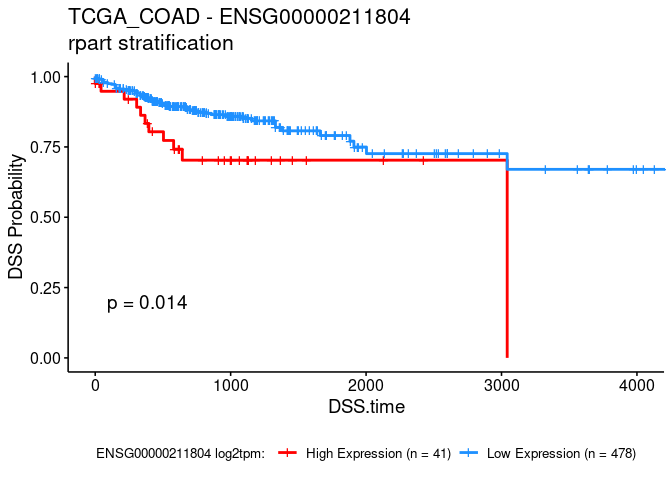 TCGA_COAD - ENSG00000211804
rpart stratification
1.00
0.75
0.50
0.25
0.00
DSS Probability
p = 0.014
0 1000 2000 3000 4000
DSS.time
ENSG00000211804 log2tpm: High Expression (n = 41) Low Expression (n = 478)